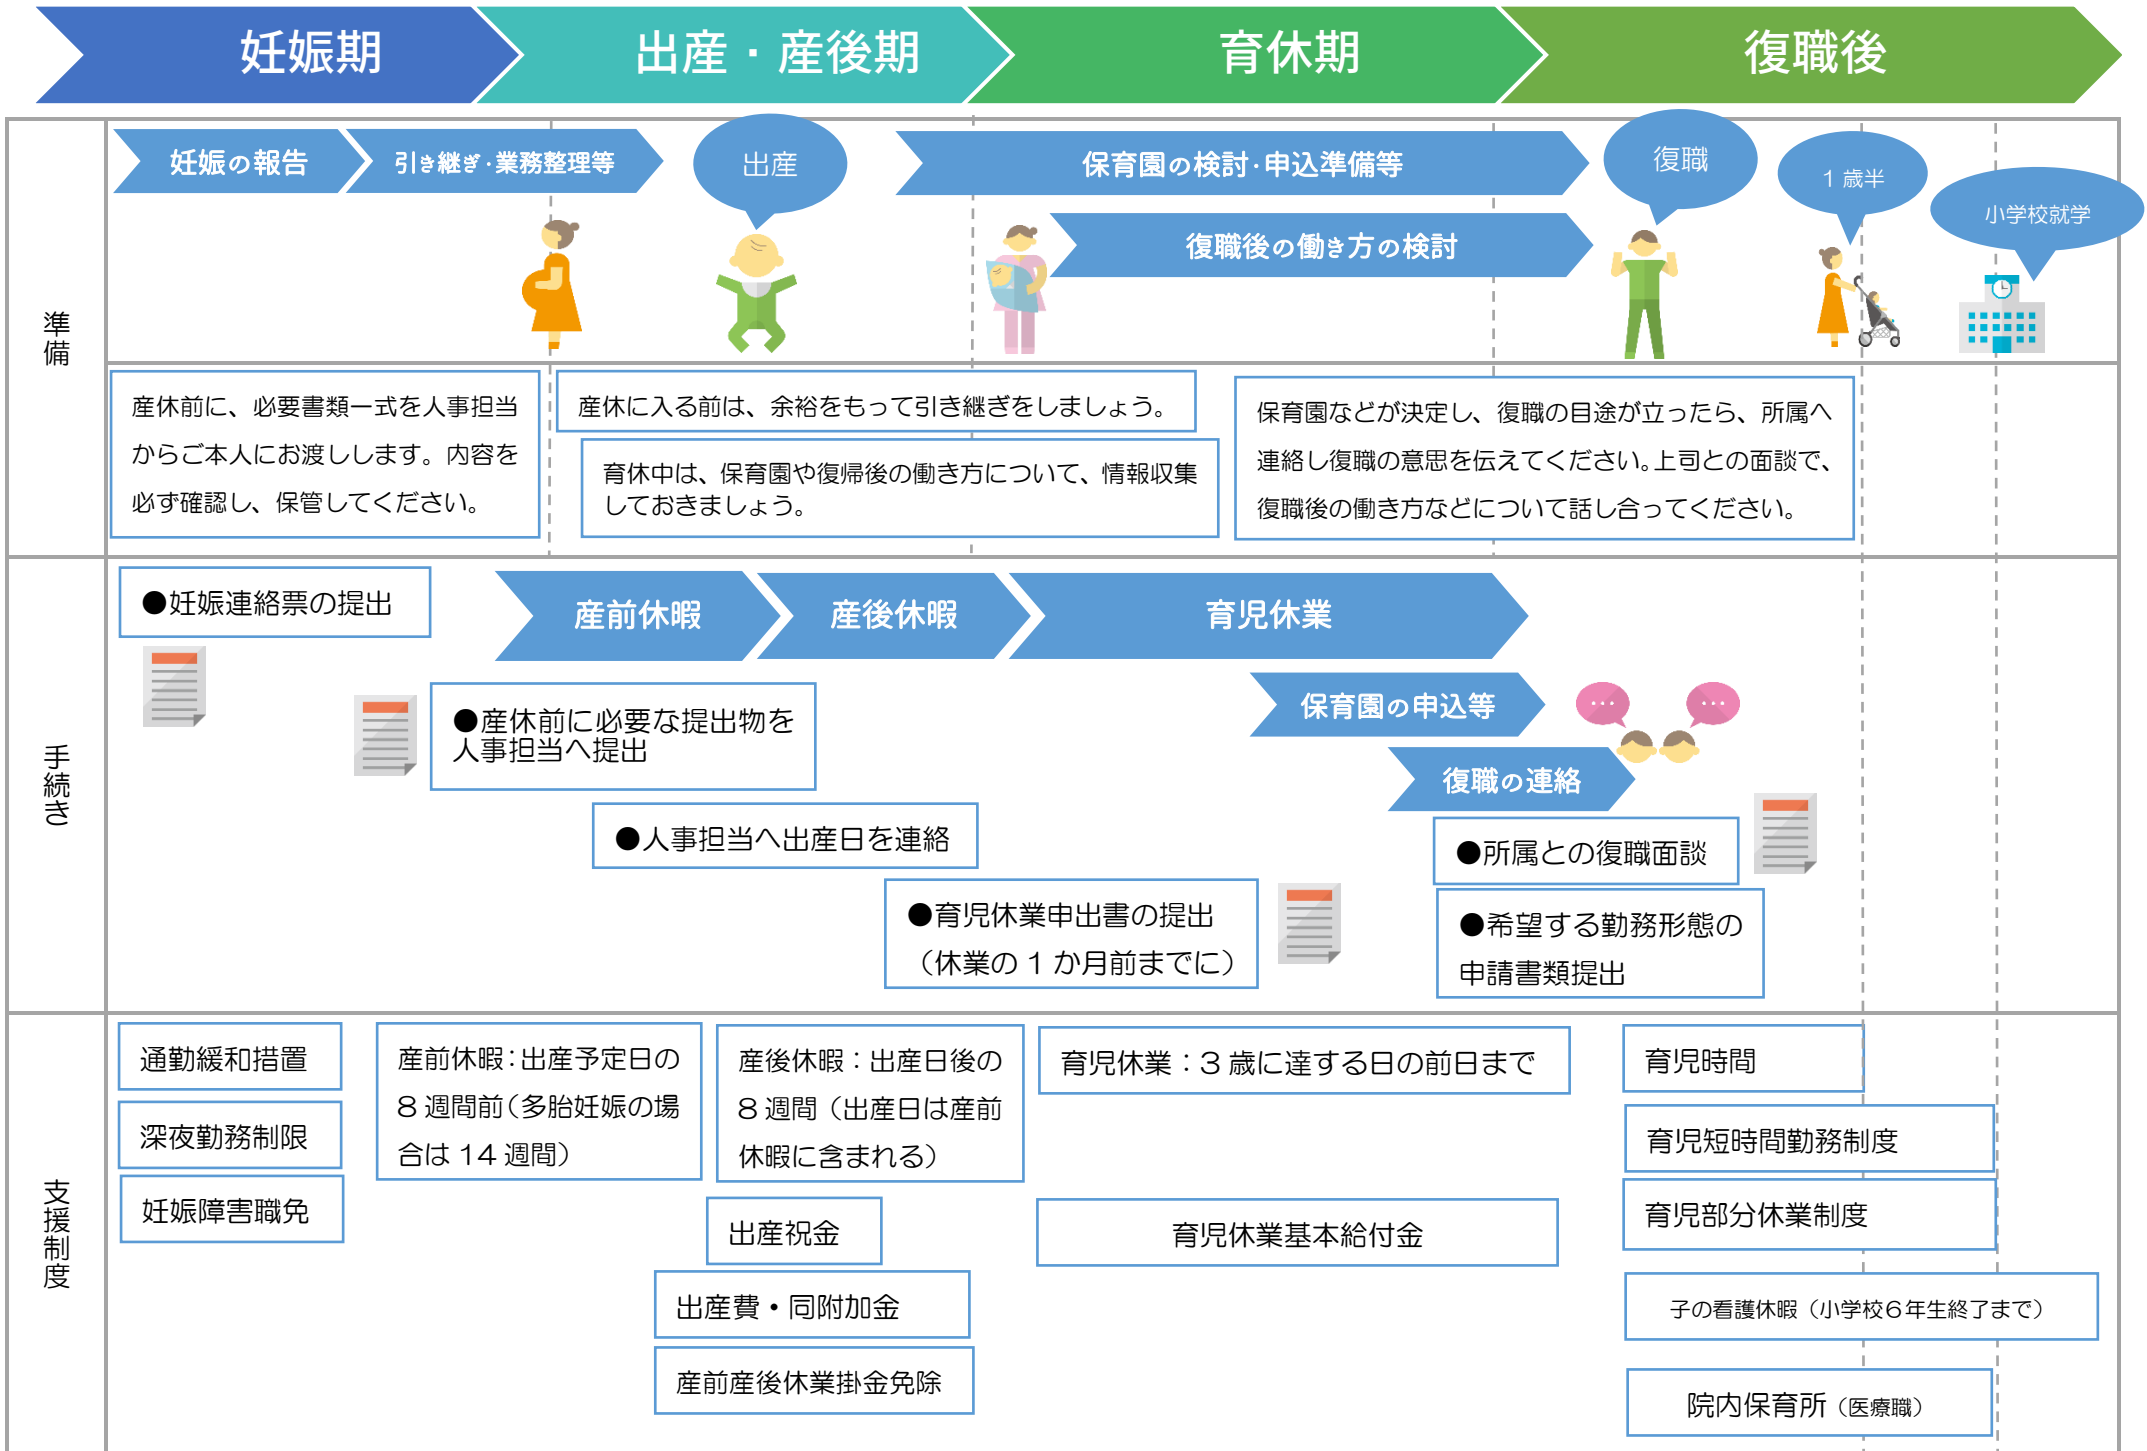 妊娠期
出産・産後期
育休期
復職後
準備
妊娠の報告
引き継ぎ・業務整理等
出産
保育園の検討・申込準備等
復職後の働き方の検討
復職
1歳半
小学校就学
産休前に、必要書類一式を人事担当
からご本人にお渡しします。内容を
必ず確認し、保管してください。
産休に入る前は、余裕をもって引き継ぎをしましょう。
育休中は、保育園や復帰後の働き方について、情報収集
しておきましょう。
保育園などが決定し、復職の目途が立ったら、所属へ
連絡し復職の意思を伝えてください。上司との面談で、
復職後の働き方などについて話し合ってください。
手続き
●妊娠連絡票の提出
産前休暇
産後休暇
育児休業
●産休前に必要な提出物を
人事担当へ提出
保育園の申込等
復職の連絡
●人事担当へ出産日を連絡
●所属との復職面談
●育児休業申出書の提出
（休業の1か月前までに）
●希望する勤務形態の
申請書類提出
支援制度
通勤緩和措置
深夜勤務制限
妊娠障害職免
産前休暇：出産予定日の
8週間前（多胎妊娠の場
合は14週間）
産後休暇：出産日後の
8週間（出産日は産前
休暇に含まれる）
出産祝金
出産費・同附加金
産前産後休業掛金免除
育児休業：3歳に達する日の前日まで
育児休業基本給付金
育児時間
育児短時間勤務制度
育児部分休業制度
子の看護休暇（小学校6年生終了まで）
院内保育所（医療職）